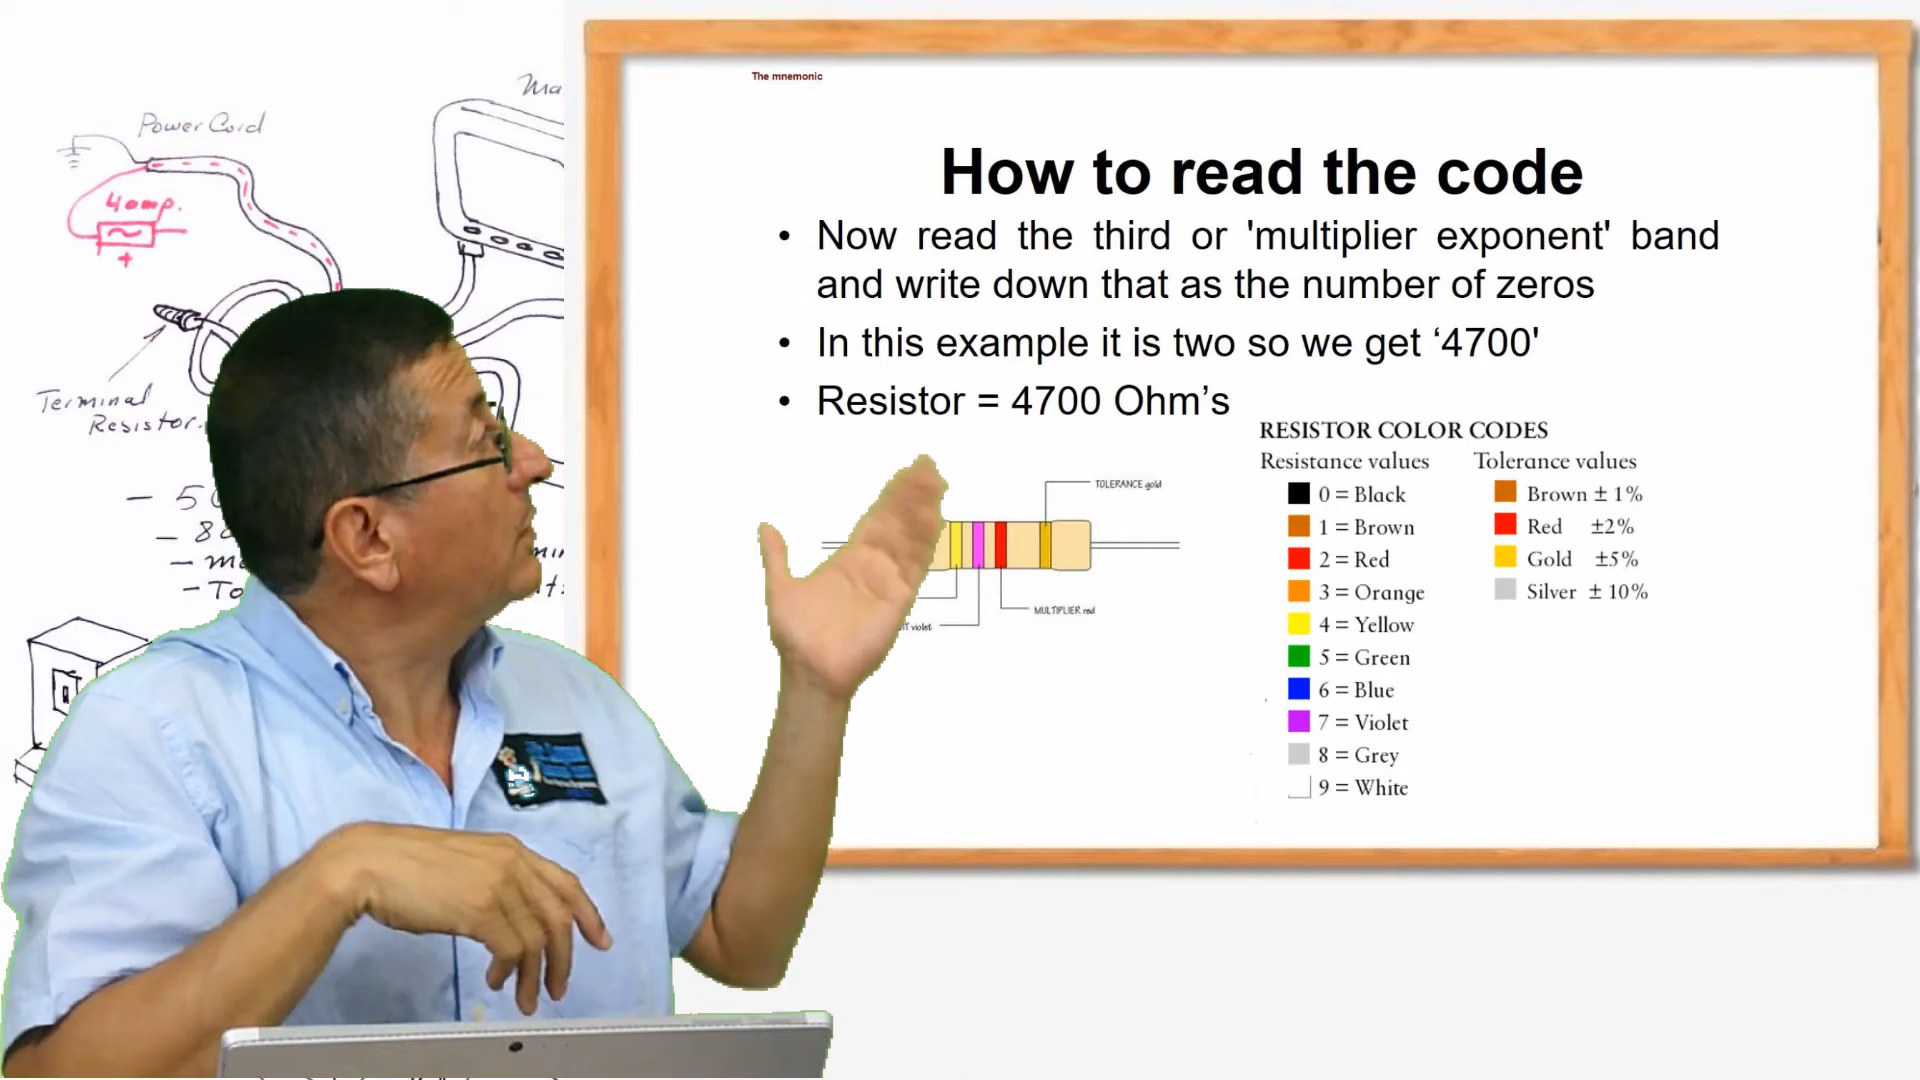 The mnemonic
How to read the code
• Now read the third or 'multiplier exponent' band
and write down that as the number of zeros
• In this example it is two so we get ‘4700'
• Resistor = 4700 Ohm’s
TOLERANCE gold
MULTIPLIER red
violet
RESISTOR COLOR CODES
Resistance values
0 = Black
1 = Brown
2 = Red
3 = Orange
4 = Yellow
5 = Green
6 = Blue
7 = Violet
8 = Grey
9 = White
Tolerance values
Brown ± 1%
Red ±2%
Gold ±5%
Silver ± 10%
Power Cord
4amp.
+
Terminal
Resistor.